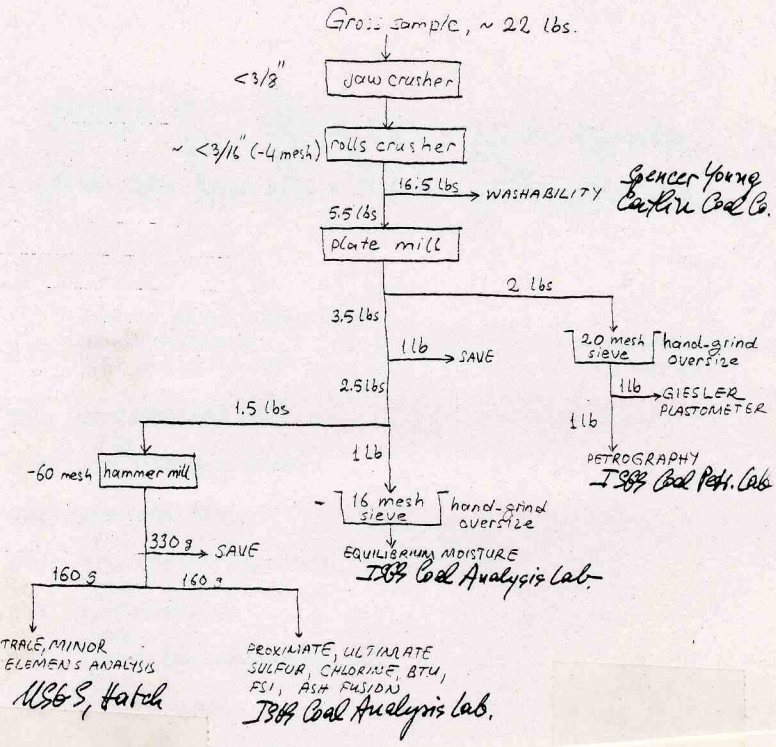 Gross sample, ~ 22 lbs.
<3/8"
jaw crusher
~ <3/16" (-4 mesh)
rolls crusher
16.5 lbs
WASHABILITY
Spencer Young
Catlin Coal Co.
5.5 lbs
plate mill
2 lbs
3.5 lbs
1 lb
SAVE
20 mesh
sieve
hand-grind
oversize
2.5 lbs
1 lb
GIESLER
PLASTOMETER
1 lb
PETROGRAPHY
ISGS Coal Petr. Lab
1.5 lbs
1 lb
-60 mesh
hammer mill
- 16 mesh
sieve
hand-grind
oversize
EQUILIBRIUM MOISTURE
ISGS Coal Analysis Lab.
330 g
SAVE
160 g
160 g
TRACE, MINOR
ELEMENS ANALYSIS
USGS, Hatch
PROXIMATE, ULTIMATE
SULFUR, CHLORINE, BTU,
FSI, ASH FUSION
ISGS Coal Analysis Lab.